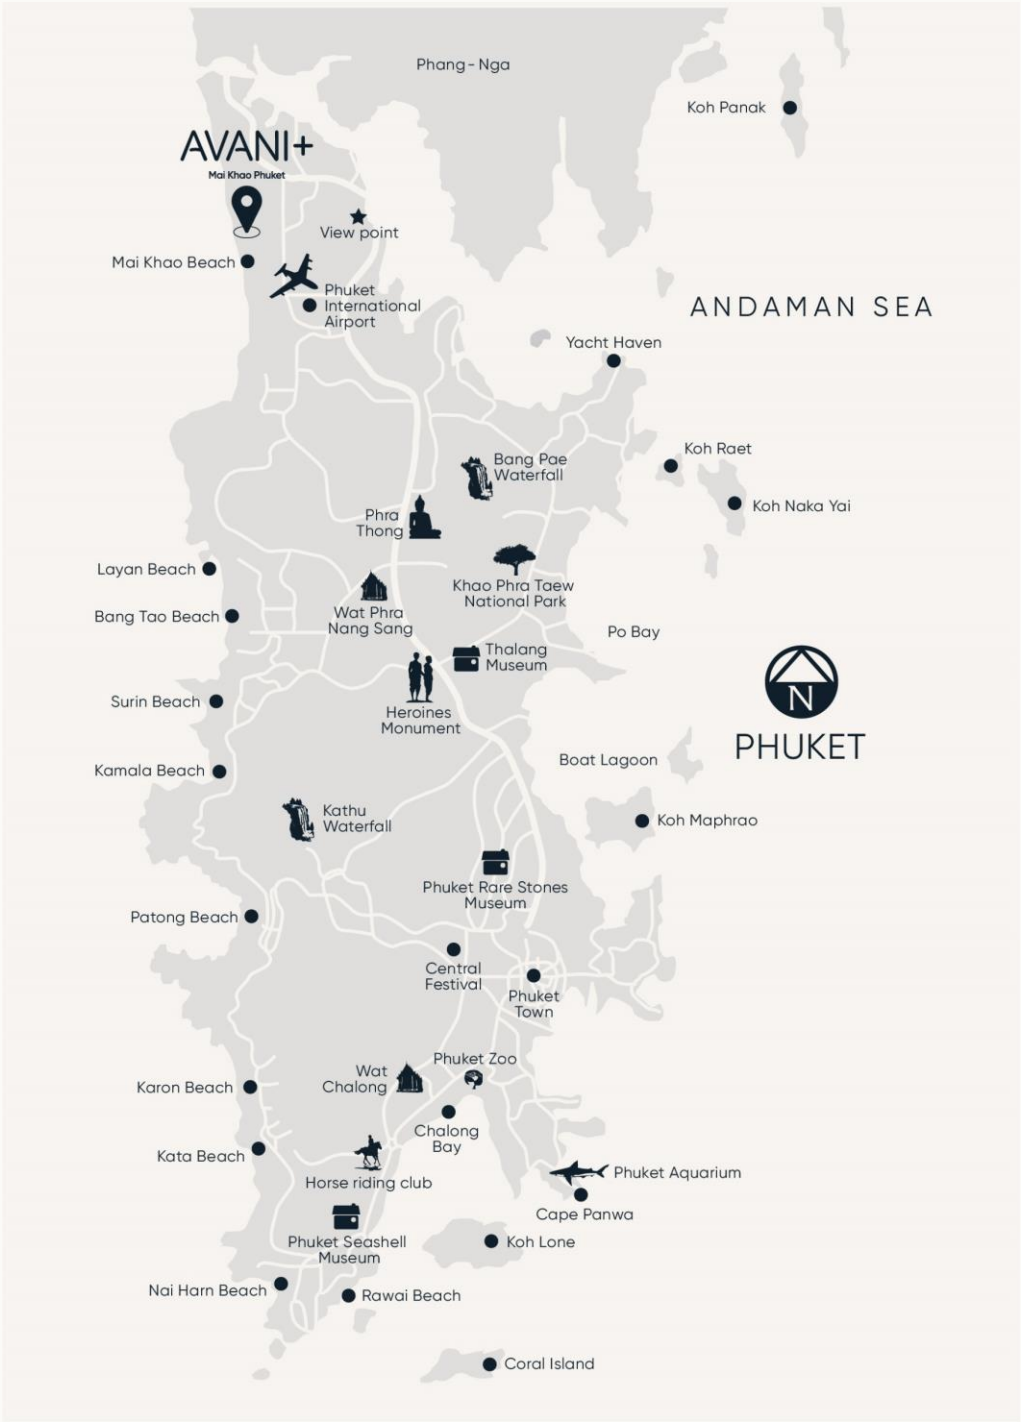 Phang-Nga
Koh Panak
AVANI+
Mai Khao Phuket
View point
Mai Khao Beach
Phuket
International
Airport
ANDAMAN SEA
Yacht Haven
Koh Raet
Bang Pae
Waterfall
Koh Naka Yai
Phra
Thong
Layan Beach
Khao Phra Taew
National Park
Bang Tao Beach
Wat Phra
Nang Sang
Po Bay
Thalang
Museum
N
Surin Beach
Heroines
Monument
PHUKET
Boat Lagoon
Kamala Beach
Kathu
Waterfall
Koh Maphrao
Phuket Rare Stones
Museum
Patong Beach
Central
Festival
Phuket
Town
Phuket Zoo
Wat
Chalong
Karon Beach
Chalong
Bay
Kata Beach
Phuket Aquarium
Horse riding club
Cape Panwa
Phuket Seashell
Museum
Koh Lone
Nai Harn Beach
Rawai Beach
Coral Island